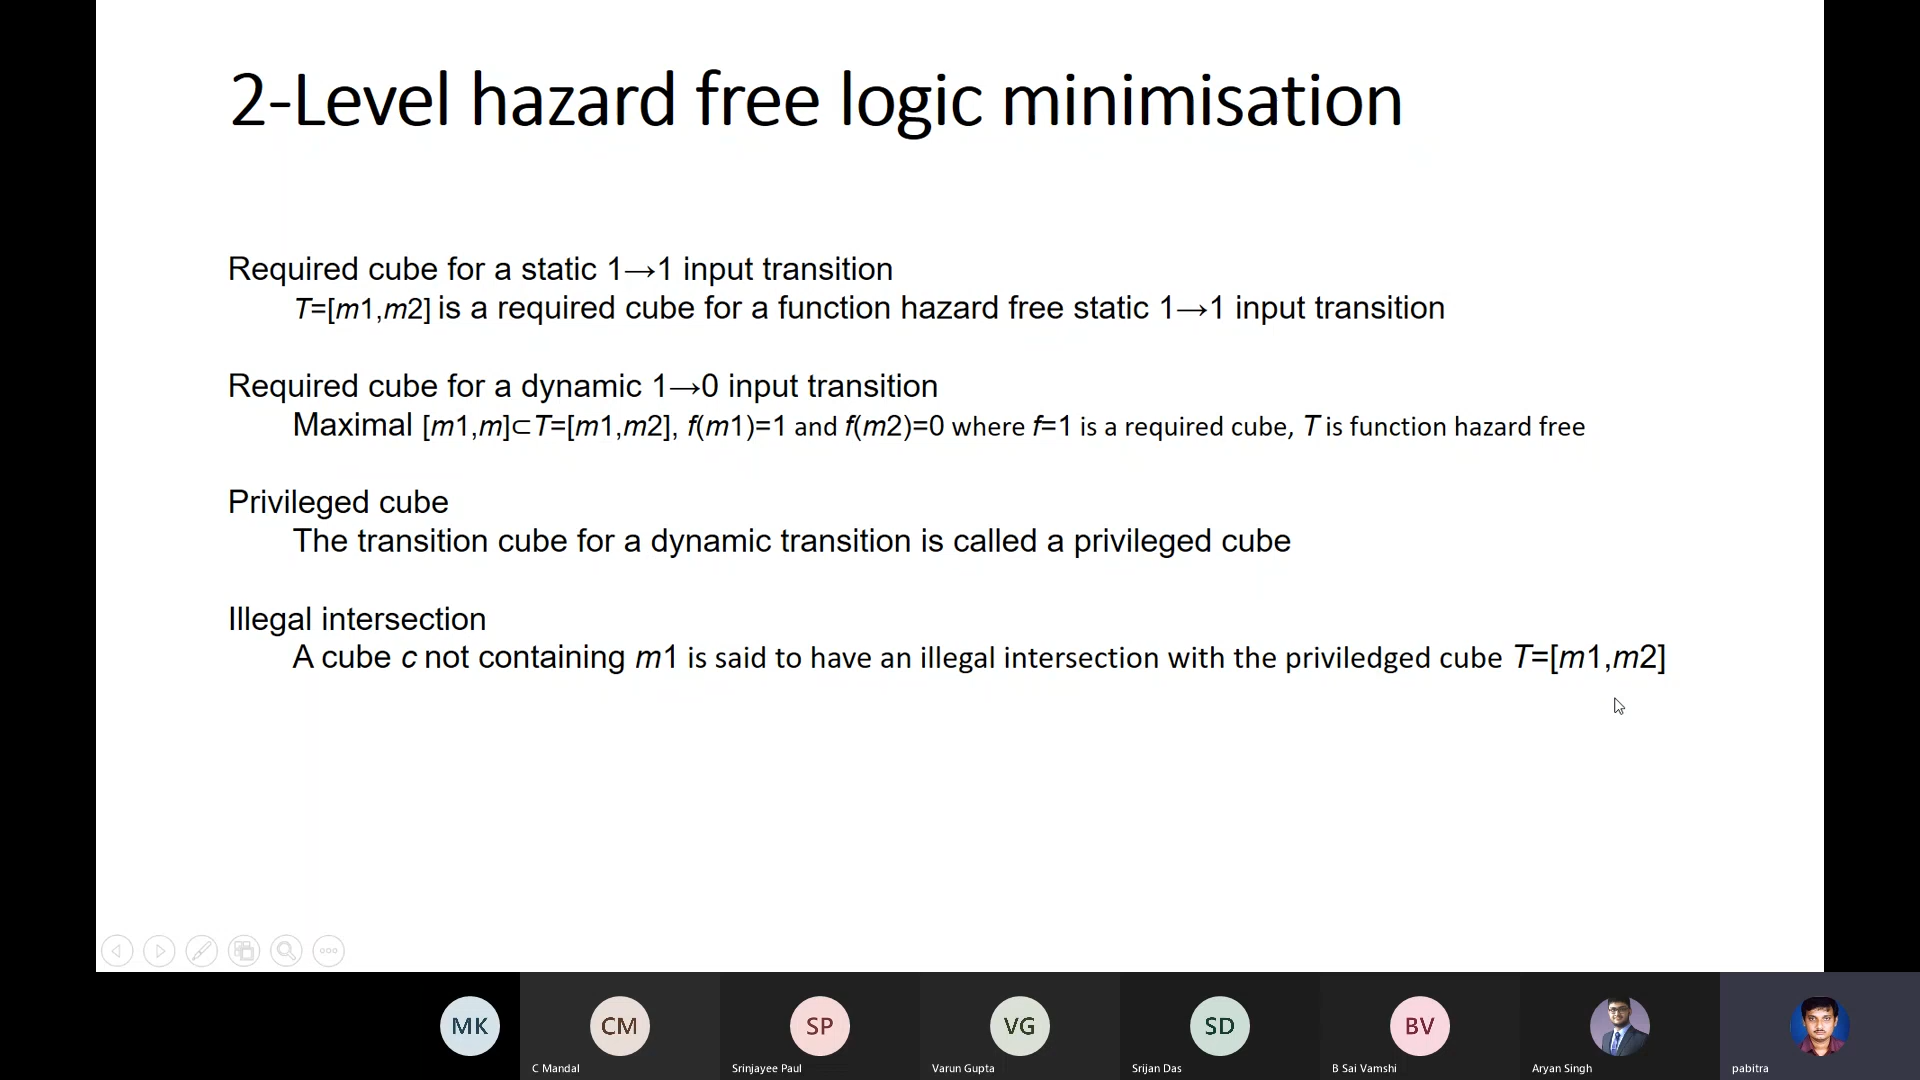 2-Level hazard free logic minimisation
Required cube for a static 1→1 input transition
T=[m1,m2] is a required cube for a function hazard free static 1→1 input transition
Required cube for a dynamic 1→0 input transition
Maximal [m1,m]⊂T=[m1,m2], f(m1)=1 and f(m2)=0 where f=1 is a required cube, T is function hazard free
Privileged cube
The transition cube for a dynamic transition is called a privileged cube
Illegal intersection
A cube c not containing m1 is said to have an illegal intersection with the priviledged cube T=[m1,m2]
MK
CM
SP
VG
SD
BV
C Mandal
Srinjayee Paul
Varun Gupta
Srijan Das
B Sai Vamshi
Aryan Singh
pabitra